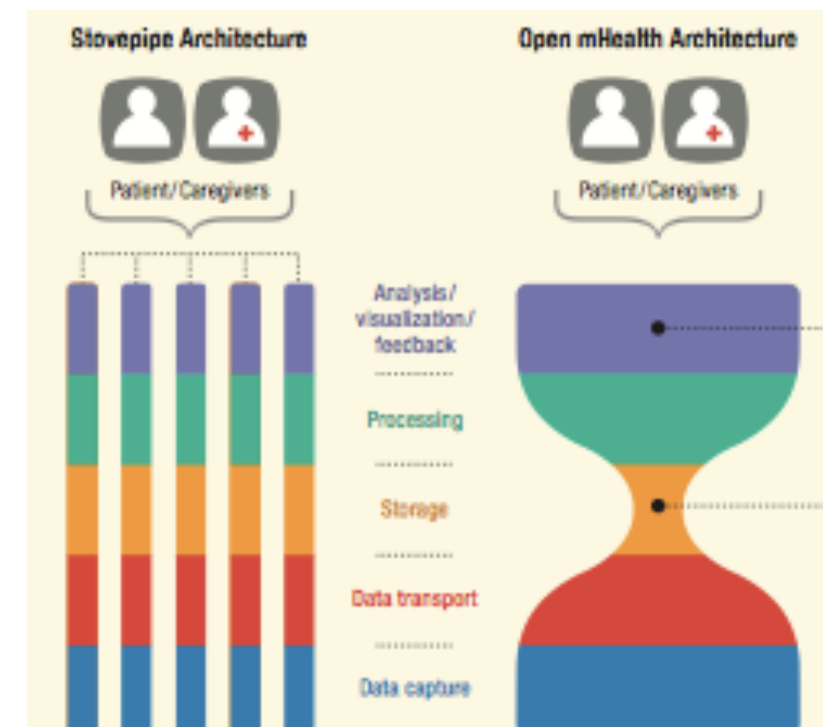 Stovepipe Architecture
Open mHealth Architecture
Patient/Caregivers
Patient/Caregivers
Analysis/
visualization/
feedback
Processing
Storage
Data transport
Data capture